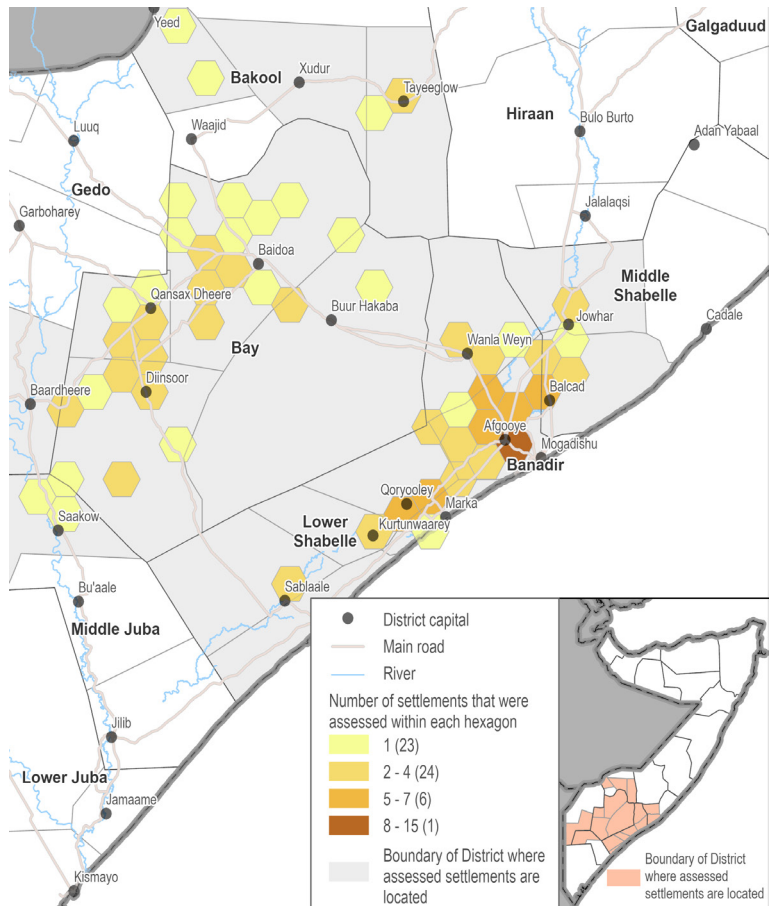 Galgaduud
Yeed
Bakool
Xudur
Tayeeglow
Hiraan
Bulo Burto
Luuq
Waajid
Adan Yabaal
Gedo
Garboharey
Jalalaqsi
Baidoa
Middle
Shabelle
Qansax Dheere
Buur Hakaba
Jowhar
Cadale
Bay
Wanla Weyn
Baardheere
Diinsoor
Balcad
Afgooye
Mogadishu
Banadir
Qoryooley
Marka
Lower
Shabelle
Kurtunwaarey
Saakow
Bu'aale
Sablaale
Middle Juba
Jilib
Lower Juba
Jamaame
Kismayo
District capital
Main road
River
Number of settlements that were
assessed within each hexagon
1 (23)
2 - 4 (24)
5 - 7 (6)
8 - 15 (1)
Boundary of District where
assessed settlements are
located
Boundary of District
where assessed
settlements are located